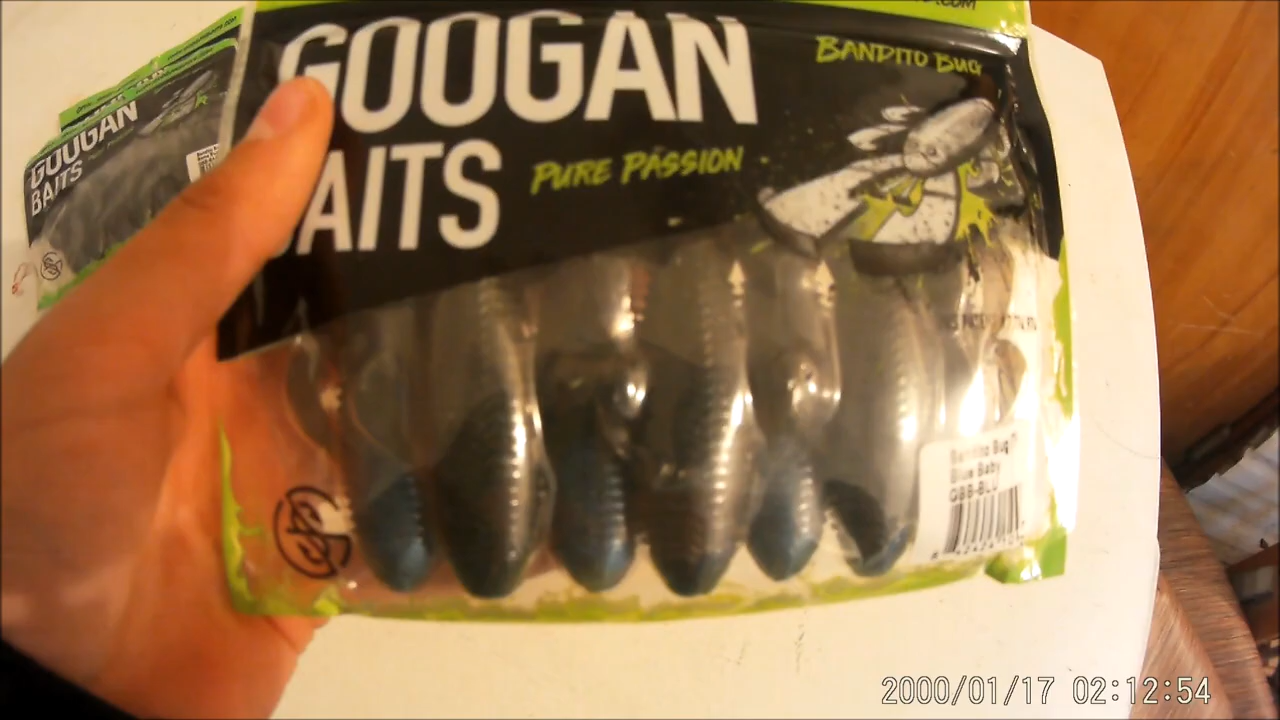 GOOGAN
BAITS
PURE PASSION
BANDITO BUG
.COM
GOOGAN
BAITS
Bandito Bug
Blue Baby
GBB-BLU
2000/01/17 02:12:54